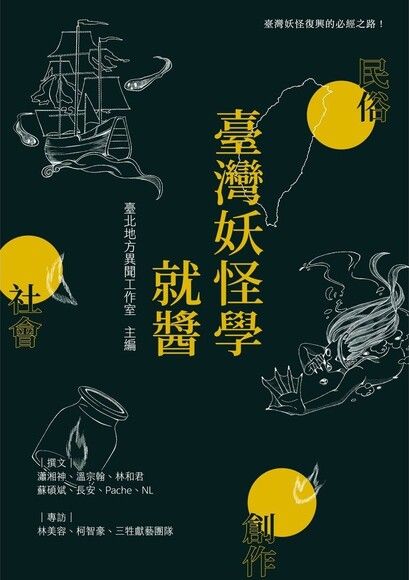 臺灣妖怪復興的必經之路！
民俗
臺灣妖怪學
就醬
臺北地方異聞工作室 主編
社會
｜撰文｜
瀟湘神、溫宗翰、林和君
蘇碩斌、長安、Pache、NL
｜專訪｜
林美容、柯智豪、三牲獻藝團隊
創作